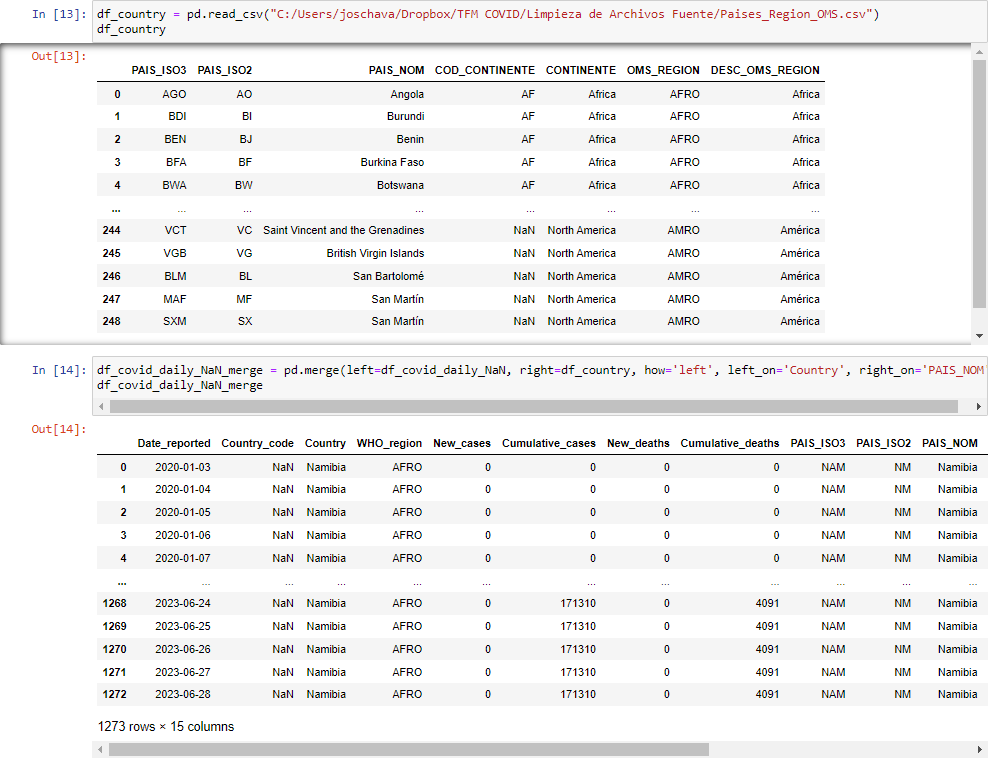 In [13]: df_country = pd.read_csv("C:/Users/joschava/Dropbox/TFM COVID/Limpieza de Archivos Fuente/Paises_Region_OMS.csv")
df_country
Out[13]:
PAIS_ISO3 PAIS_ISO2 PAIS_NOM COD_CONTINENTE CONTINENTE OMS_REGION DESC_OMS_REGION
0 AGO AO Angola AF Africa AFRO Africa
1 BDI BI Burundi AF Africa AFRO Africa
2 BEN BJ Benin AF Africa AFRO Africa
3 BFA BF Burkina Faso AF Africa AFRO Africa
4 BWA BW Botswana AF Africa AFRO Africa
... ... ... ... ... ... ... ...
244 VCT VC Saint Vincent and the Grenadines NaN North America AMRO América
245 VGB VG British Virgin Islands NaN North America AMRO América
246 BLM BL San Bartolomé NaN North America AMRO América
247 MAF MF San Martín NaN North America AMRO América
248 SXM SX San Martín NaN North America AMRO América
In [14]: df_covid_daily_NaN_merge = pd.merge(left=df_covid_daily_NaN, right=df_country, how='left', left_on='Country', right_on='PAIS_NOM'
df_covid_daily_NaN_merge
Out[14]:
Date_reported Country_code Country WHO_region New_cases Cumulative_cases New_deaths Cumulative_deaths PAIS_ISO3 PAIS_ISO2 PAIS_NOM
0 2020-01-03 NaN Namibia AFRO 0 0 0 0 NAM NM Namibia
1 2020-01-04 NaN Namibia AFRO 0 0 0 0 NAM NM Namibia
2 2020-01-05 NaN Namibia AFRO 0 0 0 0 NAM NM Namibia
3 2020-01-06 NaN Namibia AFRO 0 0 0 0 NAM NM Namibia
4 2020-01-07 NaN Namibia AFRO 0 0 0 0 NAM NM Namibia
... ... ... ... ... ... ... ... ... ... ... ...
1268 2023-06-24 NaN Namibia AFRO 0 171310 0 4091 NAM NM Namibia
1269 2023-06-25 NaN Namibia AFRO 0 171310 0 4091 NAM NM Namibia
1270 2023-06-26 NaN Namibia AFRO 0 171310 0 4091 NAM NM Namibia
1271 2023-06-27 NaN Namibia AFRO 0 171310 0 4091 NAM NM Namibia
1272 2023-06-28 NaN Namibia AFRO 0 171310 0 4091 NAM NM Namibia
1273 rows × 15 columns